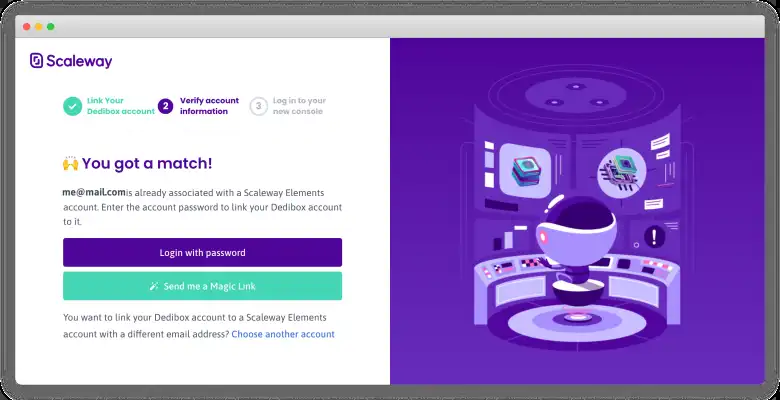 Scaleway
Link Your
Dedibox account
2
Verify account
information
3
Log in to your
new console
You got a match!
me@mail.comis already associated with a Scaleway Elements
account. Enter the account password to link your Dedibox account
to it.
Login with password
Send me a Magic Link
You want to link your Dedibox account to a Scaleway Elements
account with a different email address? Choose another account